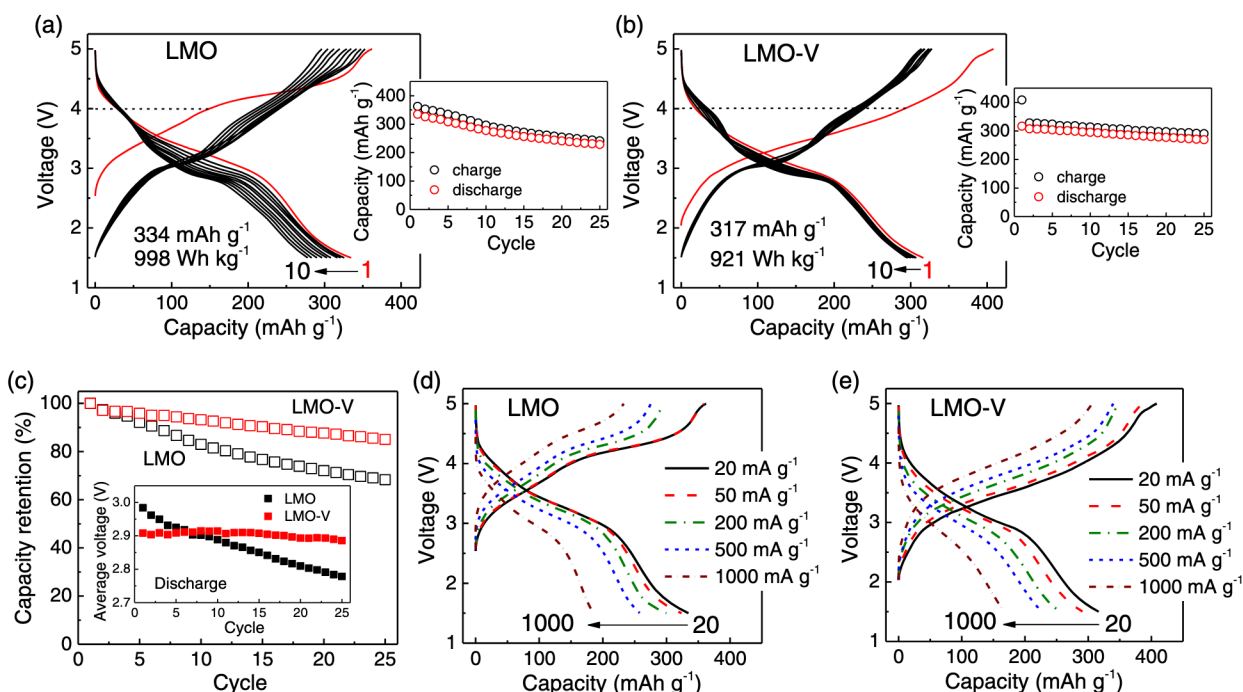 (a)
LMO
5
4
3
2
1
Voltage (V)
334 mAh g⁻¹
998 Wh kg⁻¹
10 ← 1
0 100 200 300 400
Capacity (mAh g⁻¹)
400
300
200
100
0
Capacity (mAh g⁻¹)
charge
discharge
0 5 10 15 20 25
Cycle
(b)
LMO-V
5
4
3
2
1
Voltage (V)
317 mAh g⁻¹
921 Wh kg⁻¹
10 ← 1
0 100 200 300 400
Capacity (mAh g⁻¹)
400
300
200
100
0
Capacity (mAh g⁻¹)
charge
discharge
0 5 10 15 20 25
Cycle
(c)
100
80
60
40
20
0
Capacity retention (%)
LMO-V
LMO
3.0
2.9
2.8
2.7
Average voltage (V)
LMO
LMO-V
Discharge
0 5 10 15 20 25
Cycle
0 5 10 15 20 25
Cycle
(d)
LMO
5
4
3
2
1
Voltage (V)
20 mA g⁻¹
50 mA g⁻¹
200 mA g⁻¹
500 mA g⁻¹
1000 mA g⁻¹
1000 ← 20
0 100 200 300 400
Capacity (mAh g⁻¹)
(e)
LMO-V
5
4
3
2
1
Voltage (V)
20 mA g⁻¹
50 mA g⁻¹
200 mA g⁻¹
500 mA g⁻¹
1000 mA g⁻¹
1000 ← 20
0 100 200 300 400
Capacity (mAh g⁻¹)